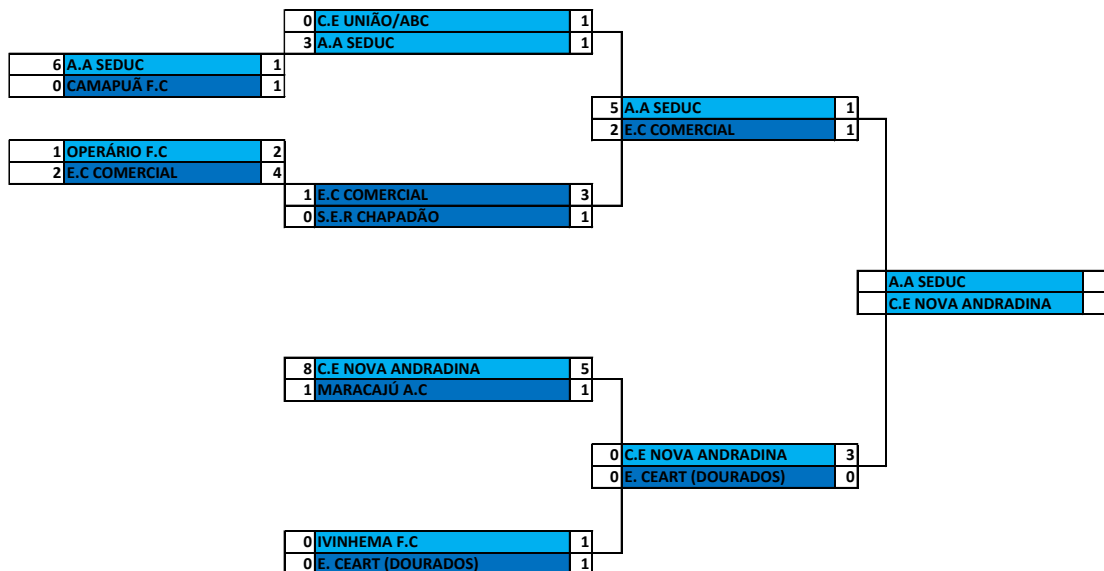 0 C.E UNIÃO/ABC 1
3 A.A SEDUC 1
6 A.A SEDUC 1
0 CAMAPUÃ F.C 1
5 A.A SEDUC 1
2 E.C COMERCIAL 1
1 OPERÁRIO F.C 2
2 E.C COMERCIAL 4
1 E.C COMERCIAL 3
0 S.E.R CHAPADÃO 1
A.A SEDUC
C.E NOVA ANDRADINA
8 C.E NOVA ANDRADINA 5
1 MARACAJÚ A.C 1
0 C.E NOVA ANDRADINA 3
0 E. CEART (DOURADOS) 0
0 IVINHEMA F.C 1
0 E. CEART (DOURADOS) 1